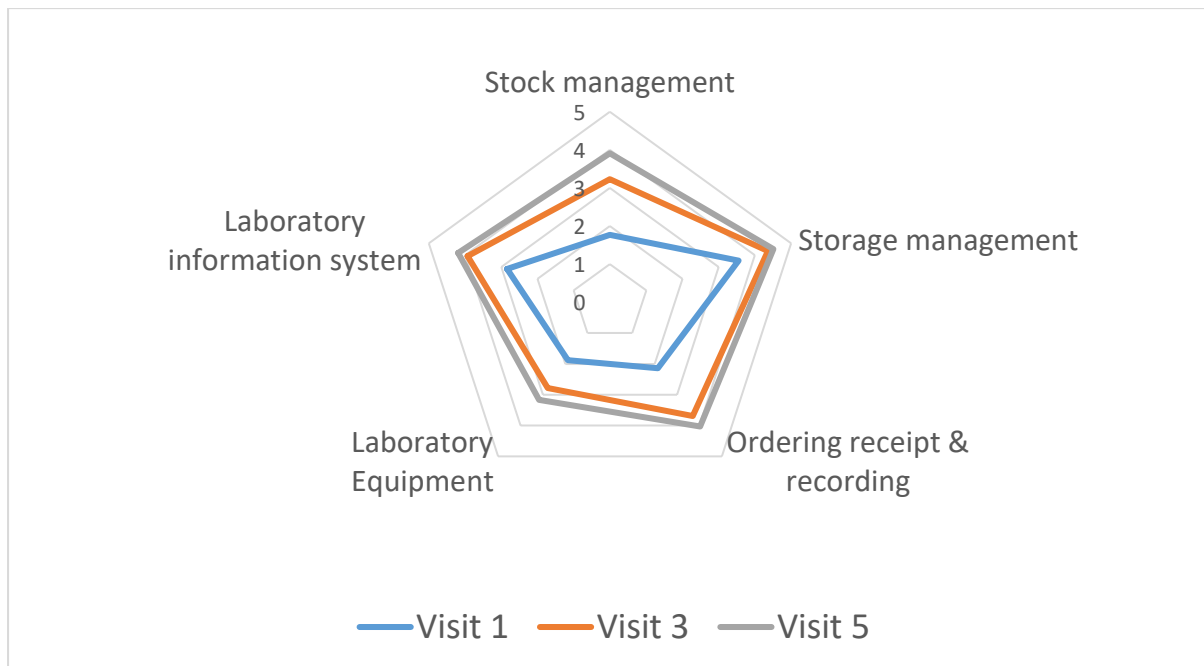 Stock management
5
4
3
2
1
0
Laboratory
information system
Storage management
Laboratory
Equipment
Ordering receipt &
recording
Visit 1
Visit 3
Visit 5